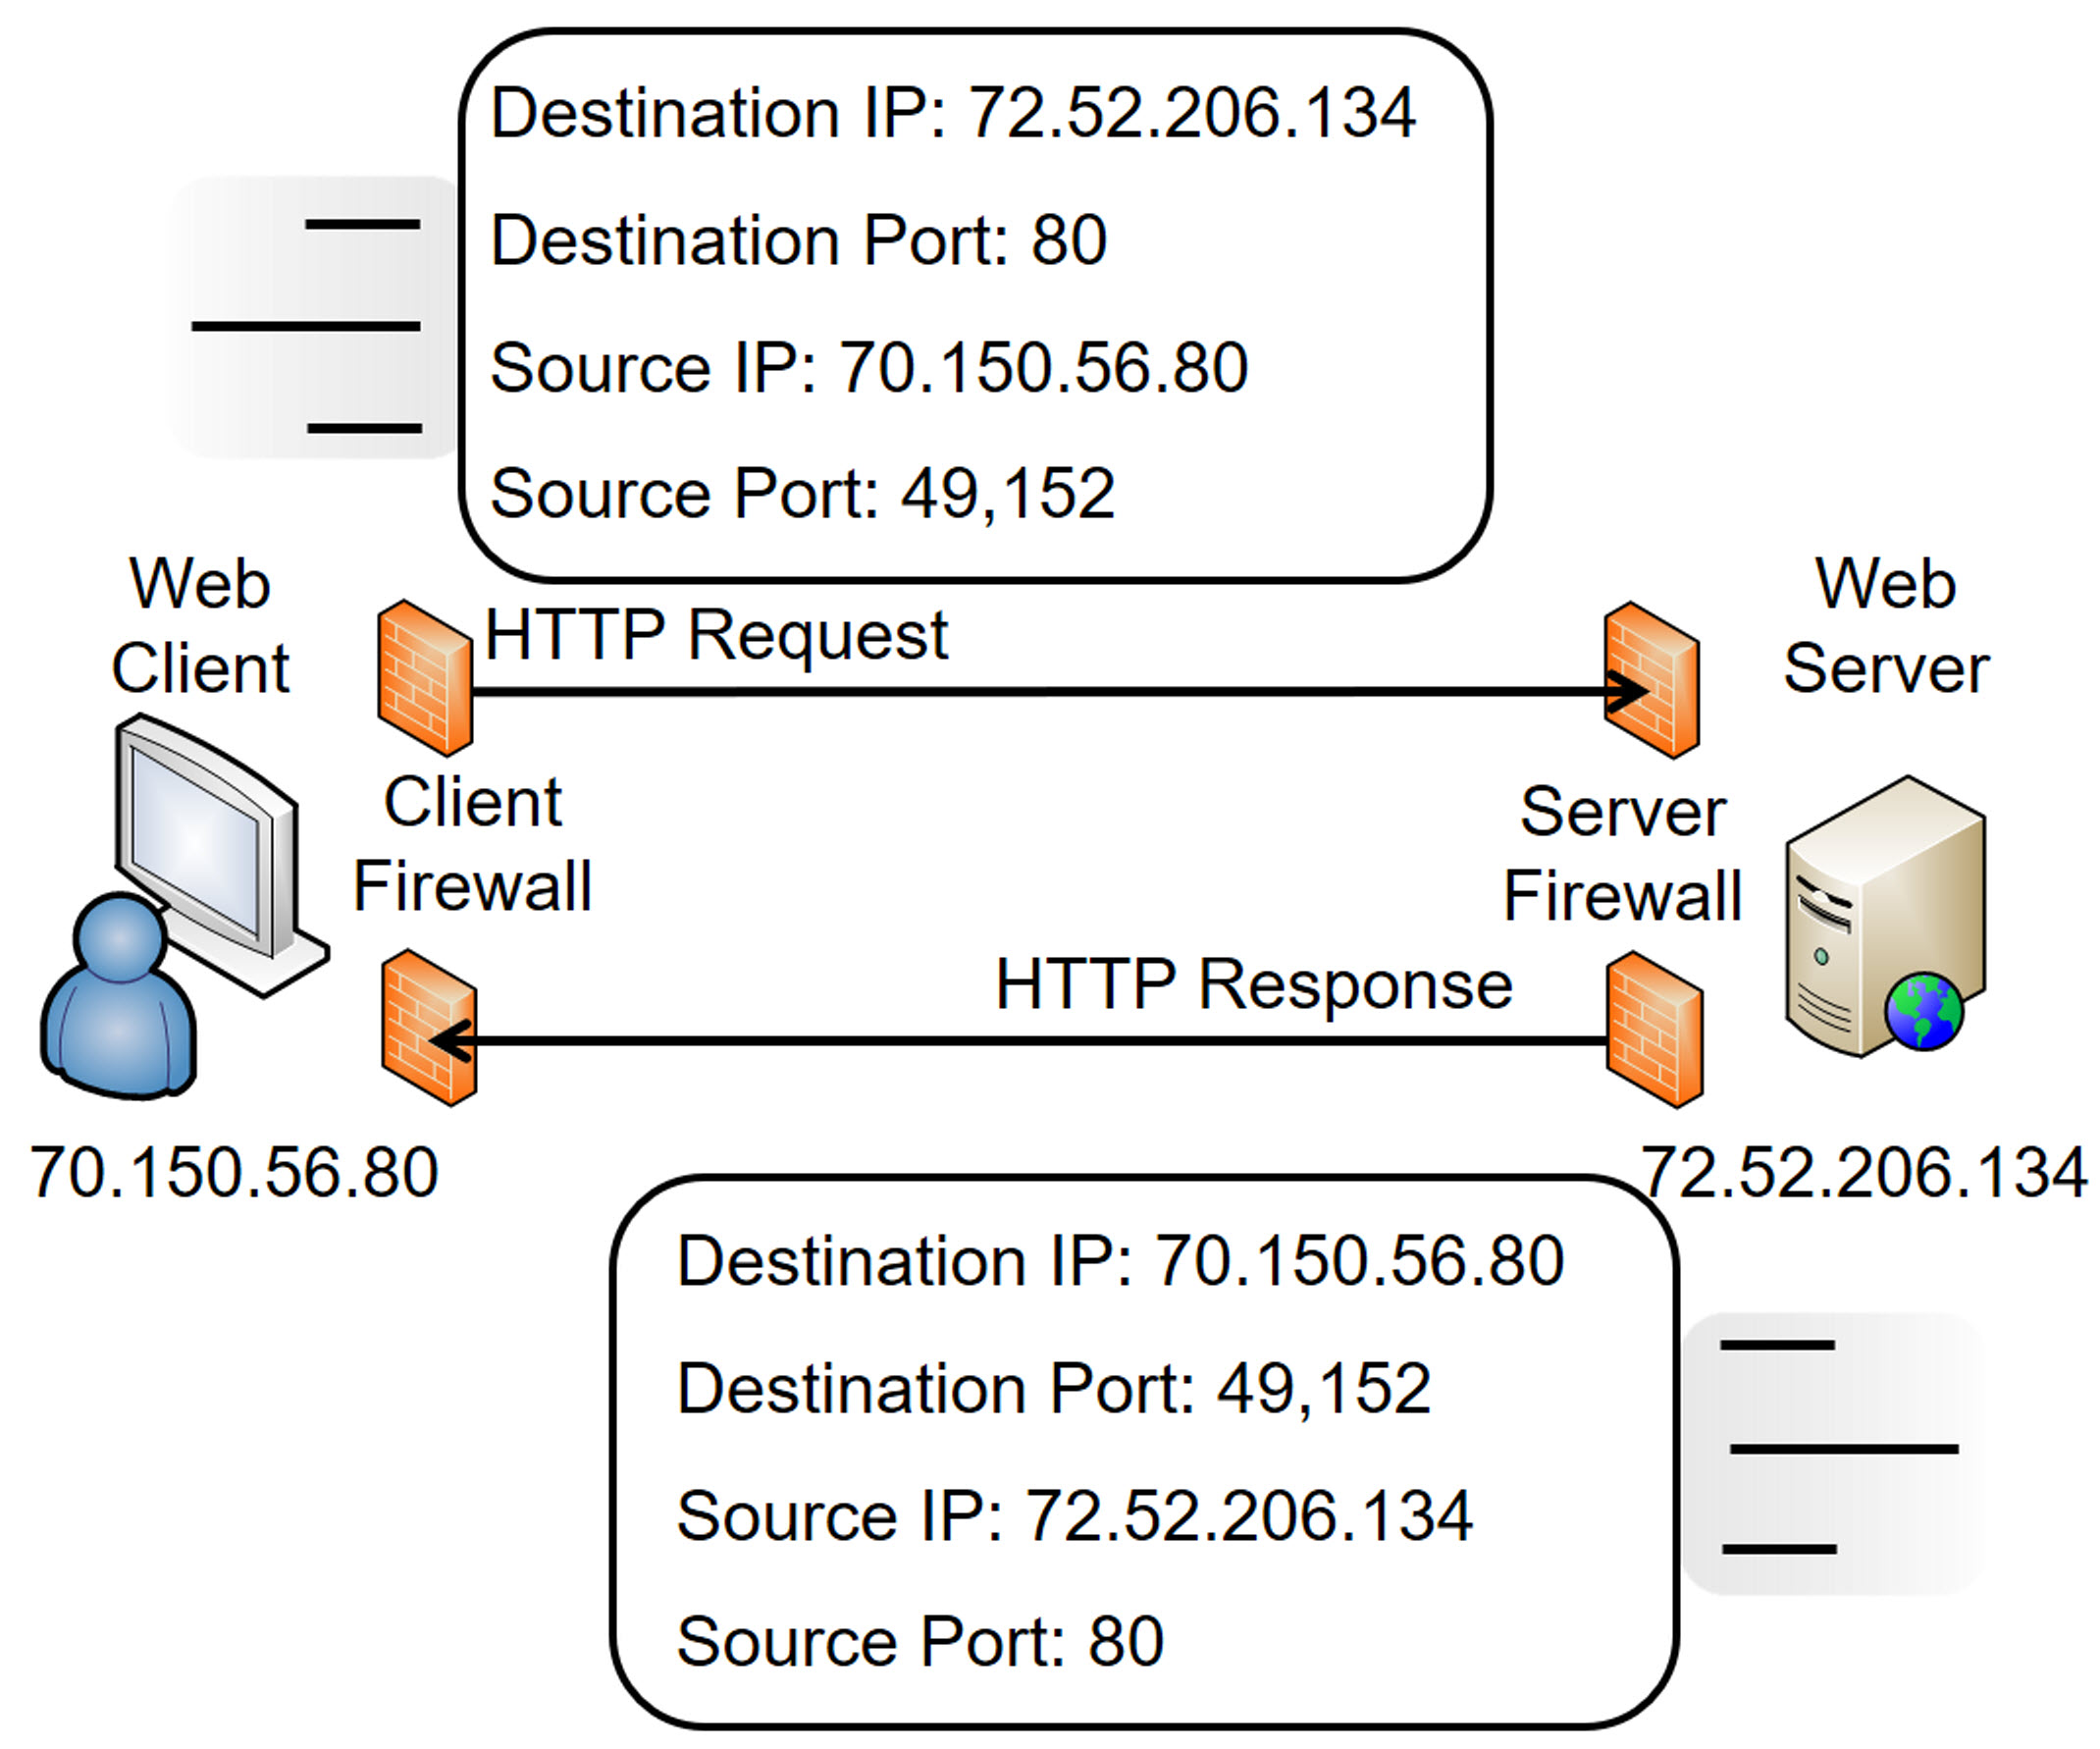 Destination IP: 72.52.206.134
Destination Port: 80
Source IP: 70.150.56.80
Source Port: 49,152
Web
Client
HTTP Request
Web
Server
Client
Firewall
Server
Firewall
HTTP Response
70.150.56.80
72.52.206.134
Destination IP: 70.150.56.80
Destination Port: 49,152
Source IP: 72.52.206.134
Source Port: 80